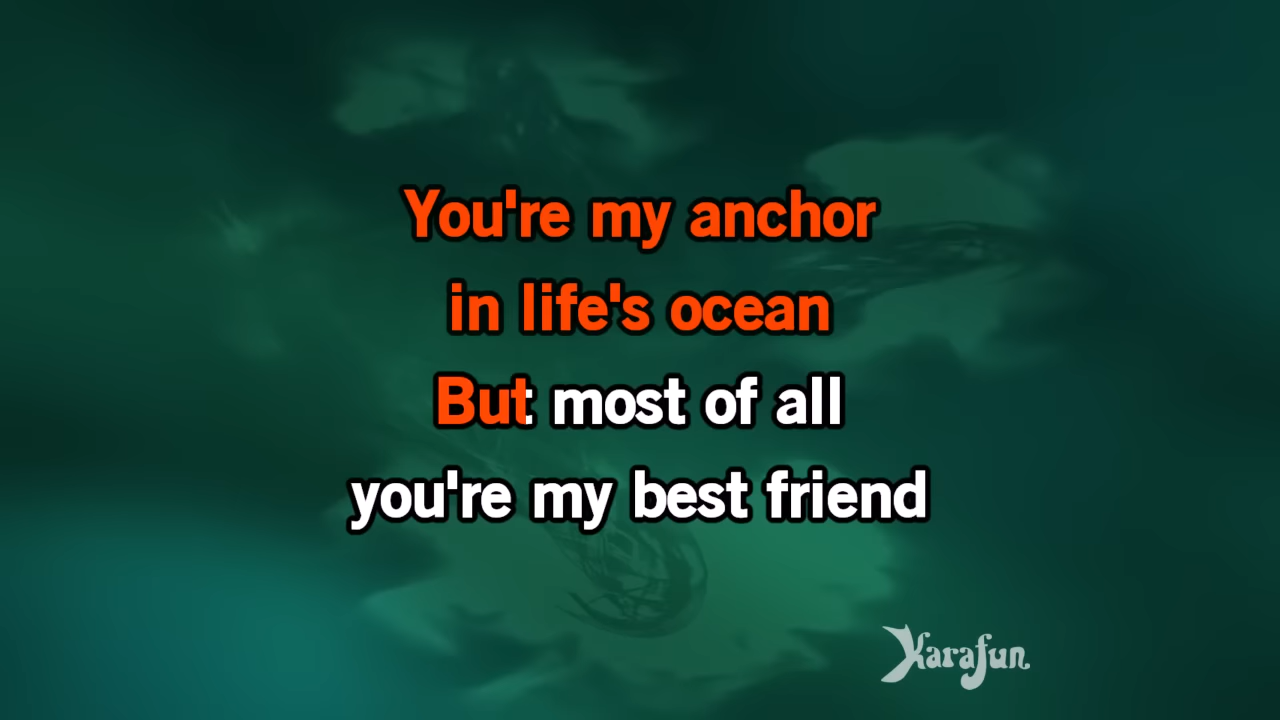 You're my anchor
in life's ocean
But most of all
you're my best friend
Karafun